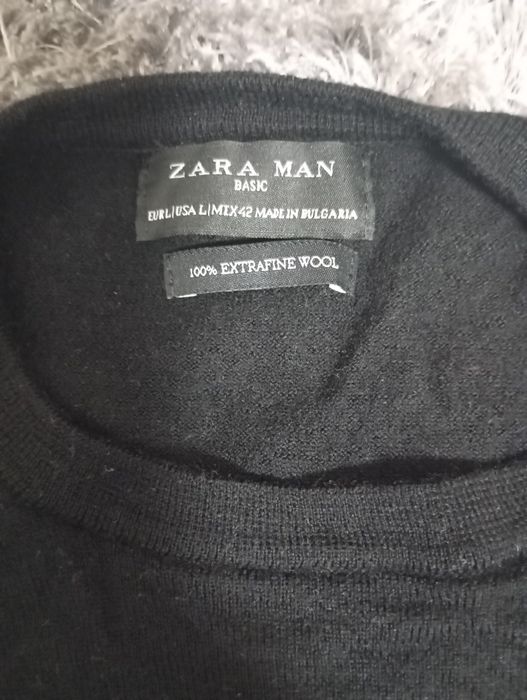 ZARA MAN
BASIC
EUR L|USA L|MEX 42 MADE IN BULGARIA
100% EXTRAFINE WOOL